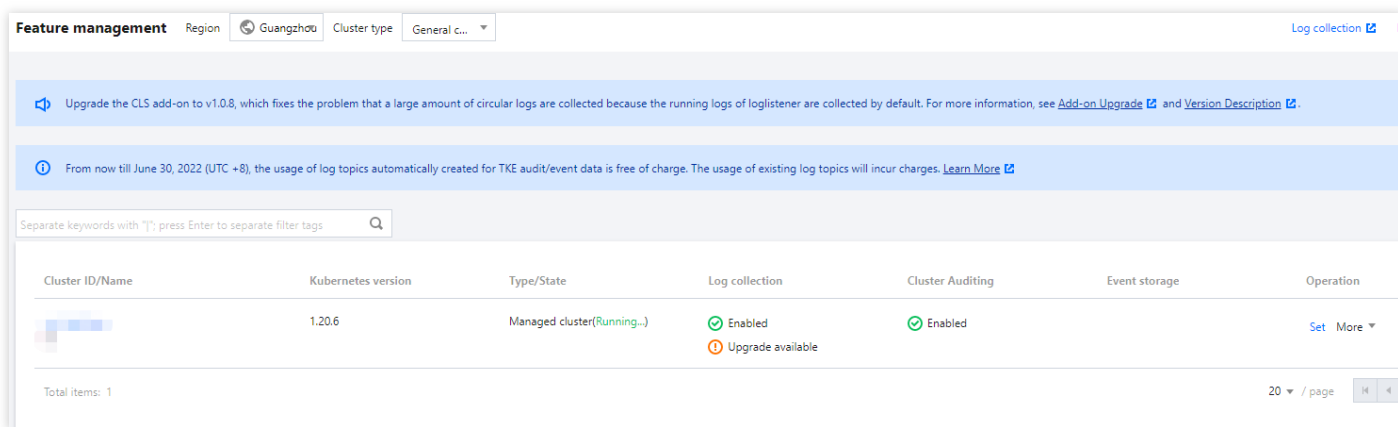 Feature management Region Guangzhou Cluster type General c...
Log collection
Upgrade the CLS add-on to v1.0.8, which fixes the problem that a large amount of circular logs are collected because the running logs of loglistener are collected by default. For more information, see Add-on Upgrade and Version Description .
From now till June 30, 2022 (UTC +8), the usage of log topics automatically created for TKE audit/event data is free of charge. The usage of existing log topics will incur charges. Learn More
Separate keywords with "|"; press Enter to separate filter tags
Cluster ID/Name Kubernetes version Type/State Log collection Cluster Auditing Event storage Operation
1.20.6 Managed cluster(Running...) Enabled Enabled Set More
Upgrade available
Total items: 1 20 / page